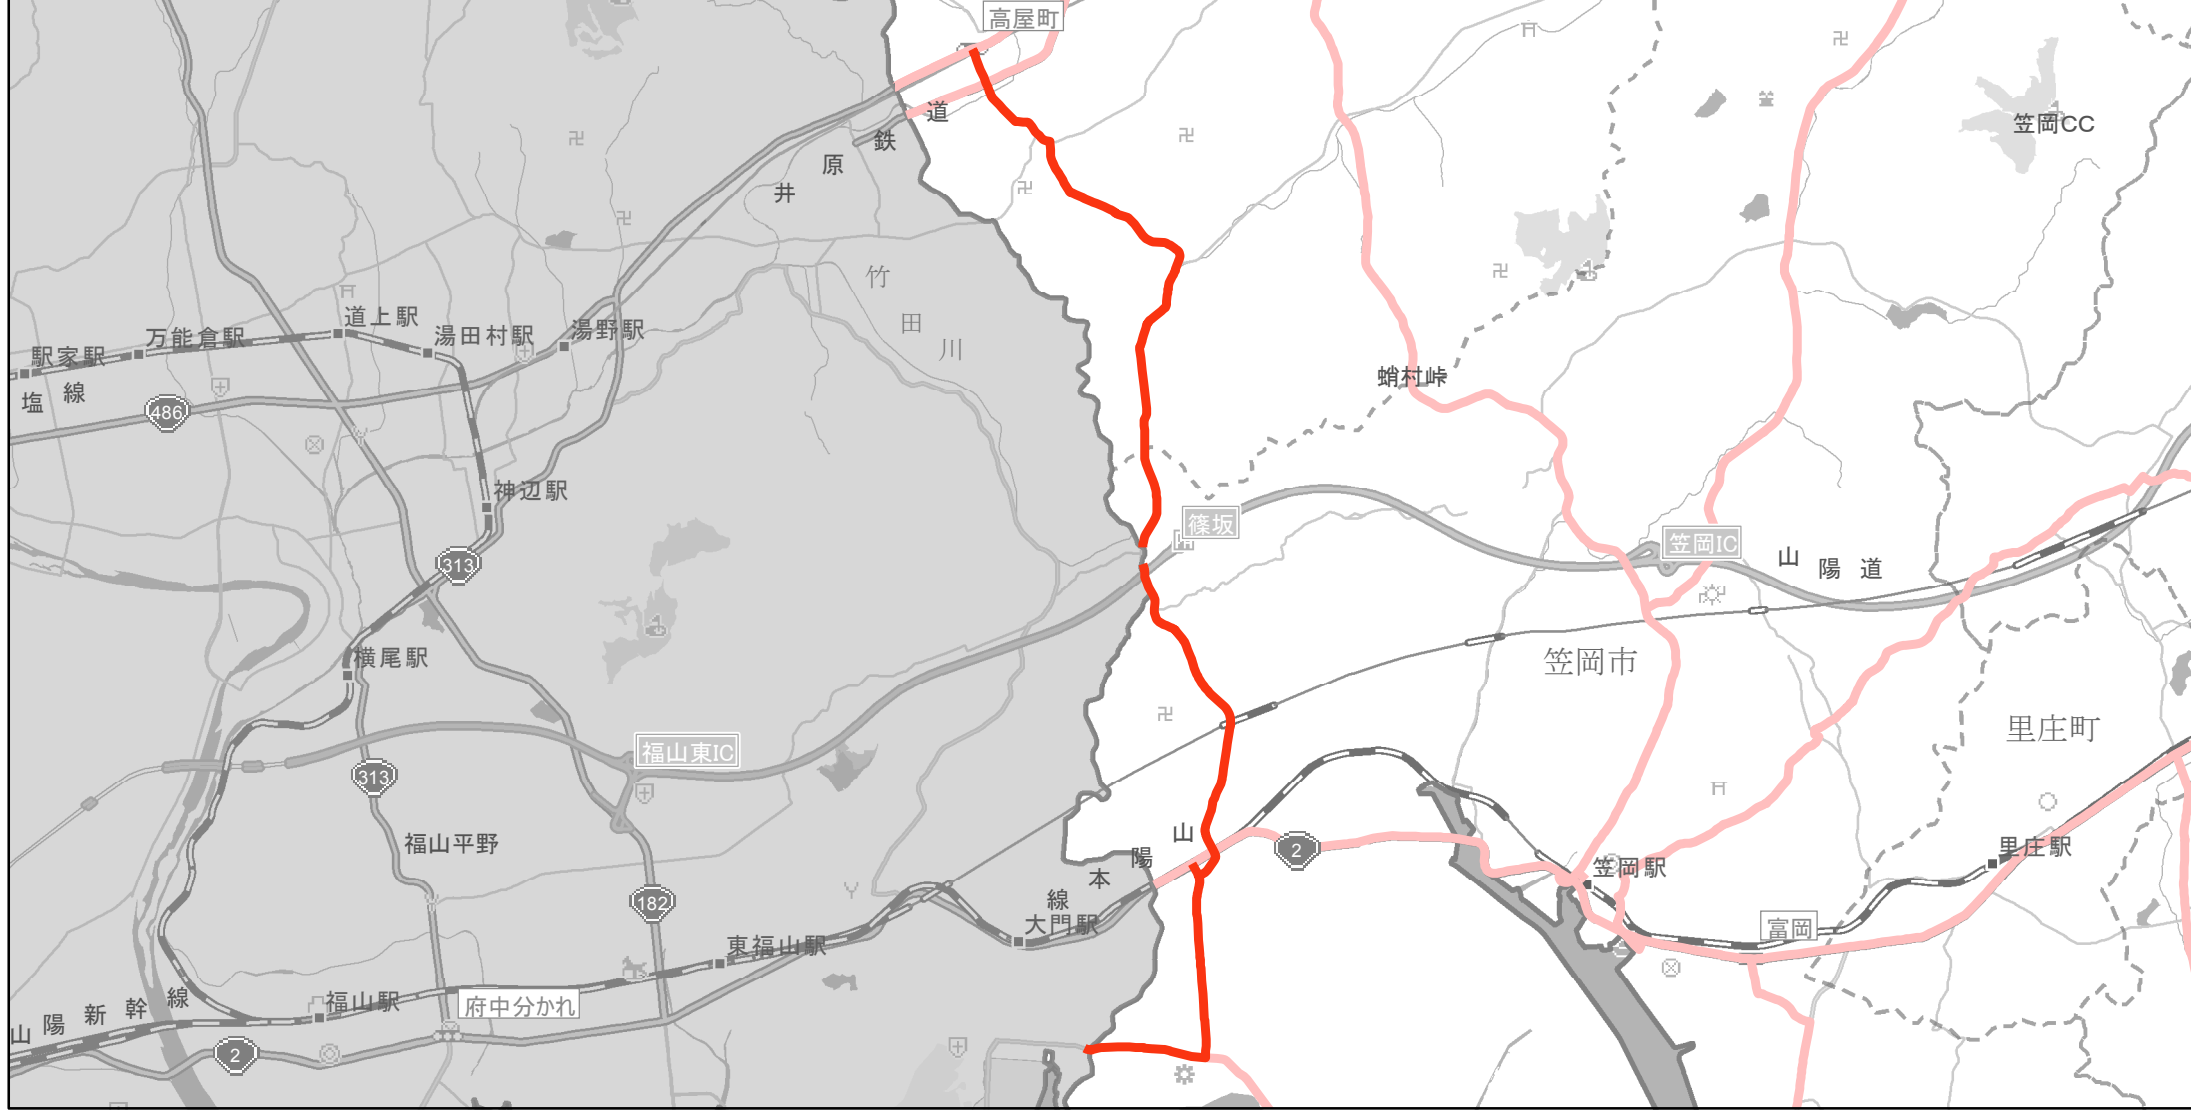 高屋町
道
鉄
原
井
笠岡CC
竹
田
川
道上駅
万能倉駅
湯田村駅
湯野駅
駅家駅
塩
線
486
蛸村峠
神辺駅
篠坂
笠岡IC
山
陽
道
313
横尾駅
笠岡市
里庄町
福山東IC
313
福山平野
山
陽
本
線
2
里庄駅
笠岡駅
182
大門駅
富岡
東福山駅
福山駅
府中分かれ
山
陽
新
幹
線
2